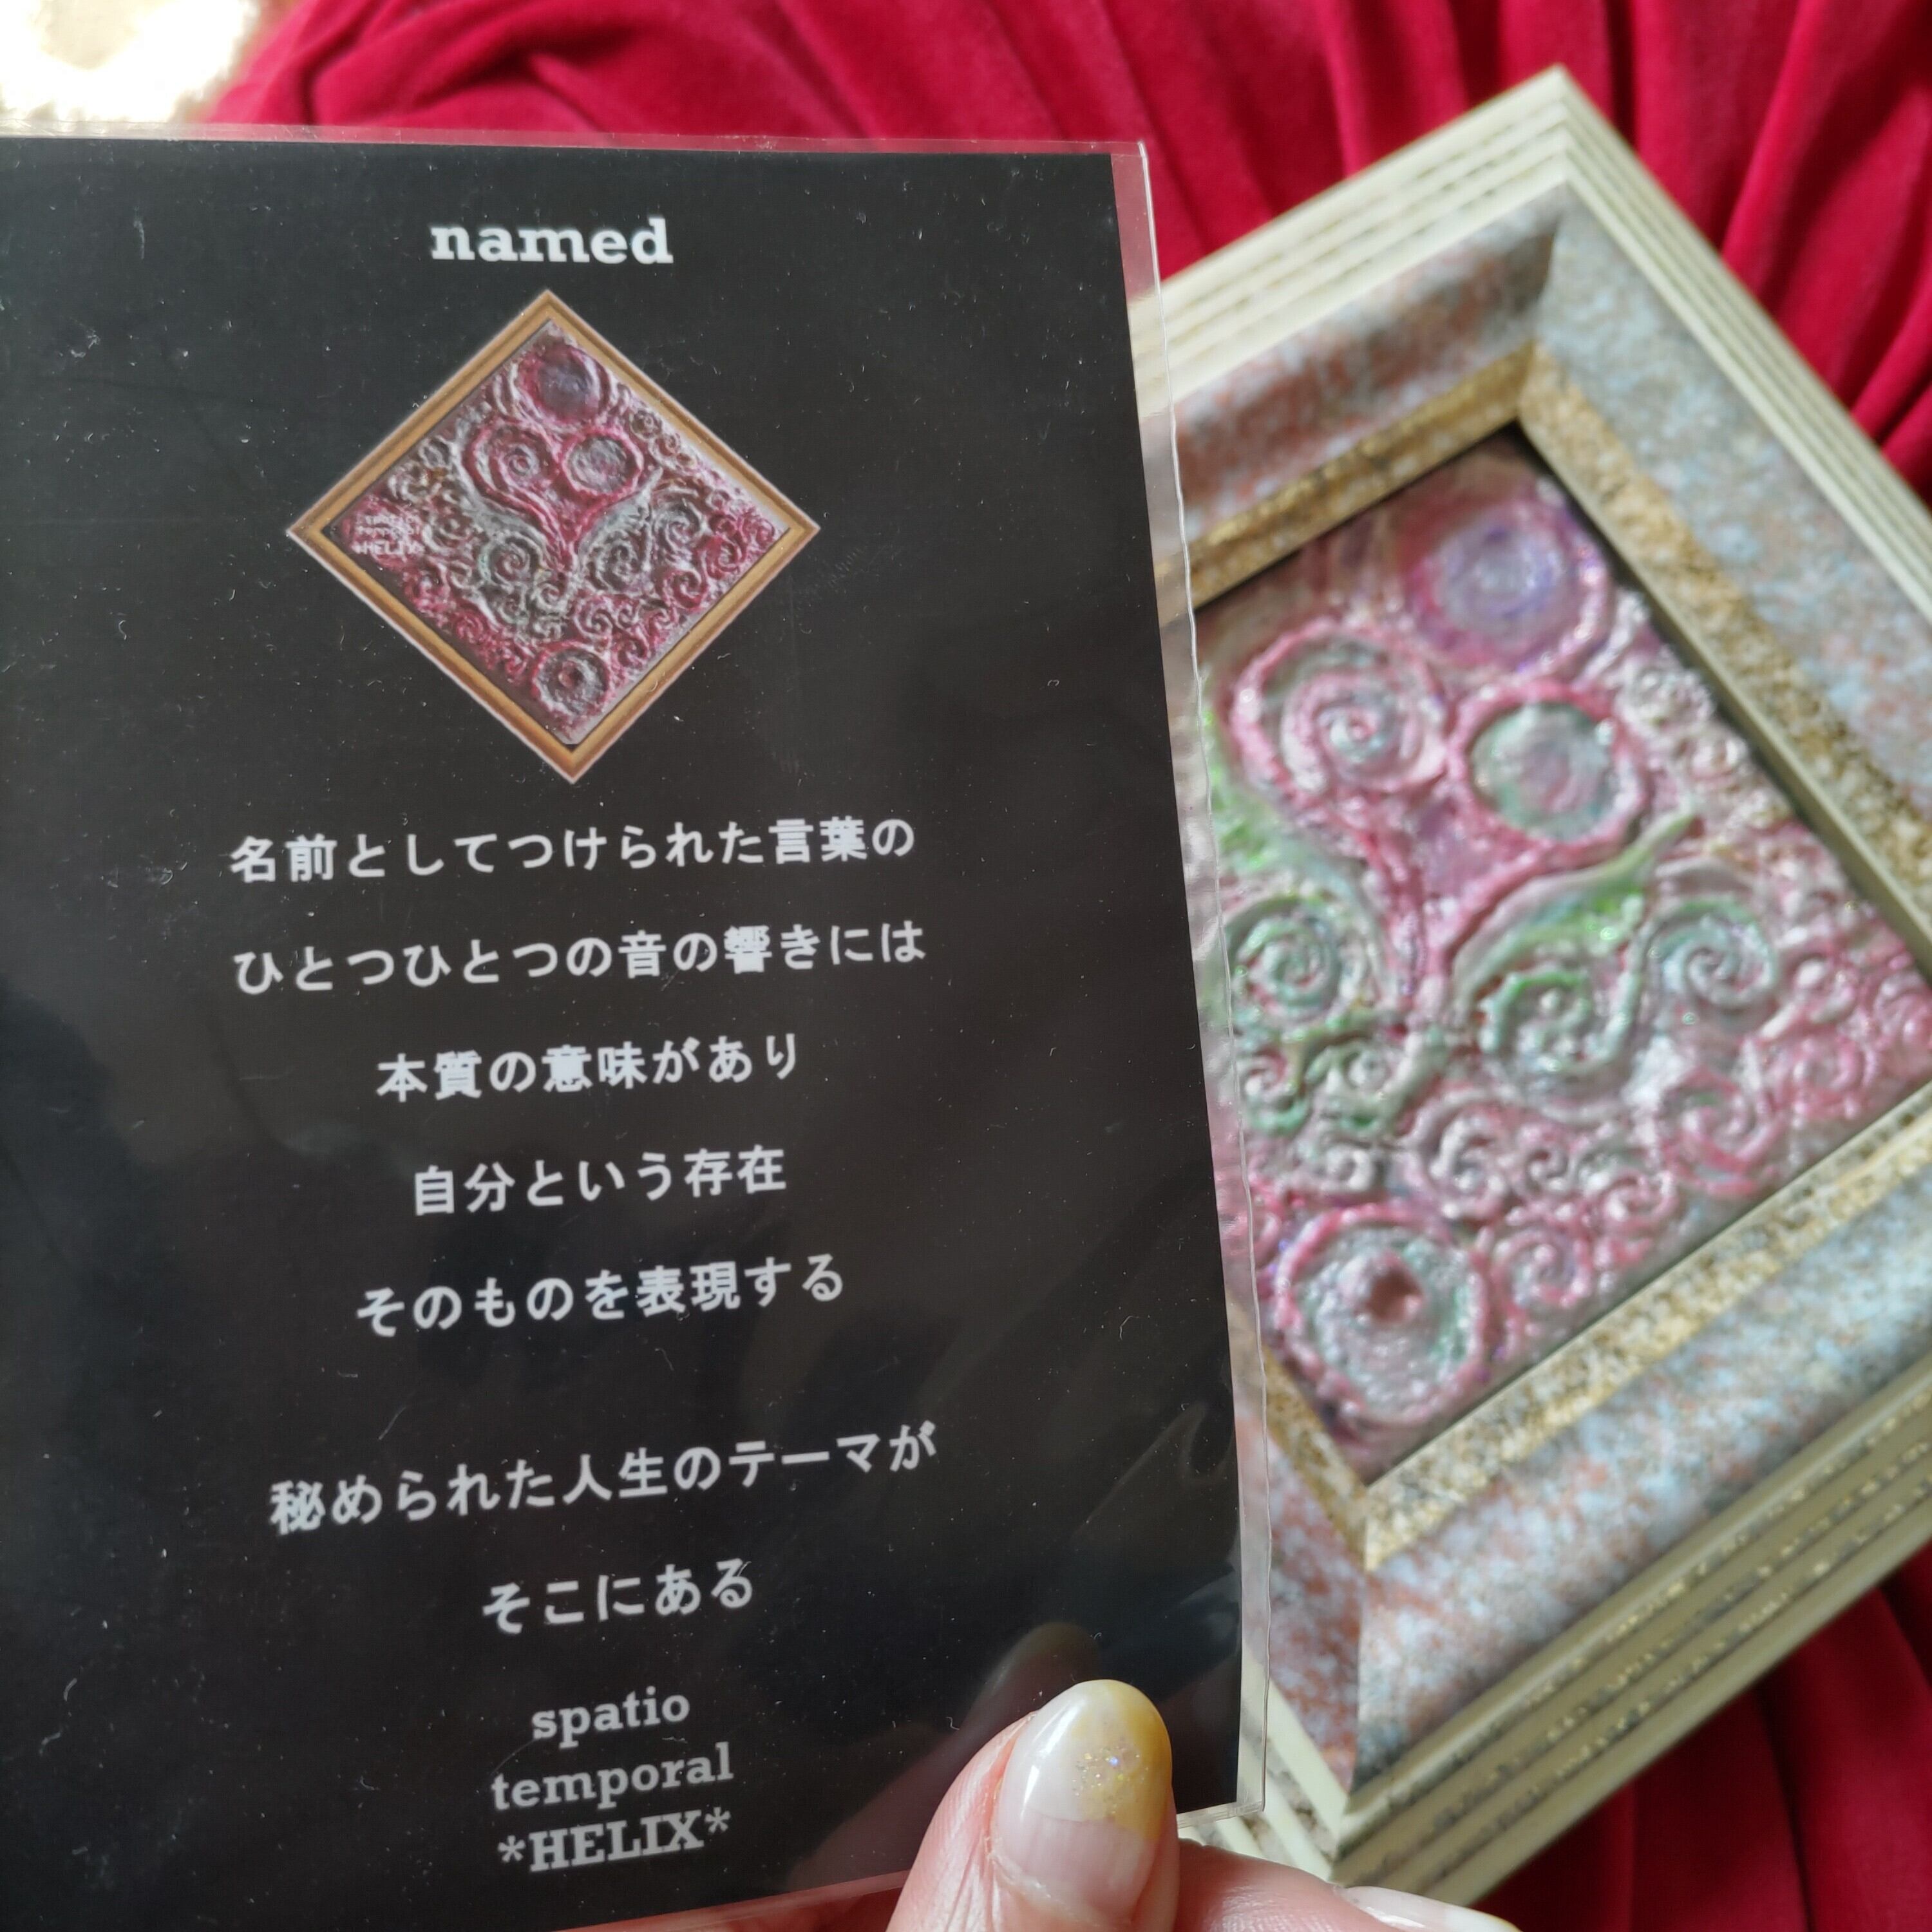 named
spatio
temporal
*HELIX*
名前としてつけられた言葉の
ひとつひとつの音の響きには
本質の意味があり
自分という存在
そのものを表現する
秘められた人生のテーマが
そこにある
spatio
temporal
*HELIX*